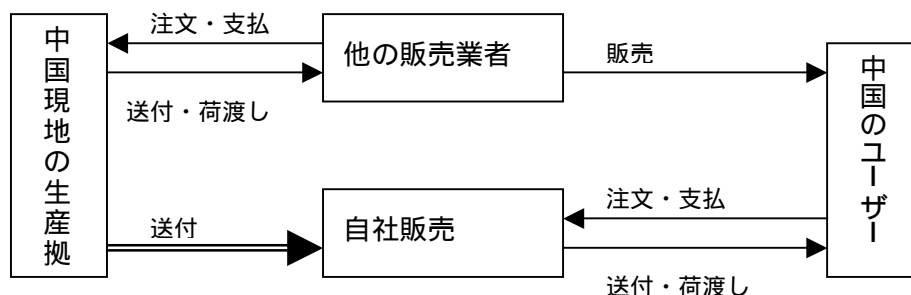 中国現地の生産拠
注文・支払
送付・荷渡し
他の販売業者
販売
送付
自社販売
注文・支払
送付・荷渡し
中国のユーザー